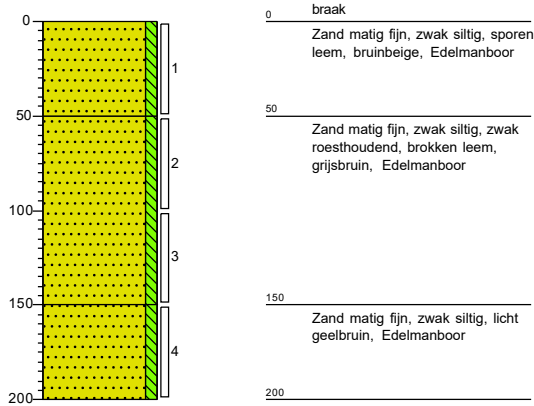 0
50
100
150
200
1
2
3
4
braak
0
Zand matig fijn, zwak siltig, sporen
leem, bruinbeige, Edelmanboor
50
Zand matig fijn, zwak siltig, zwak
roesthoudend, brokken leem,
grijsbruin, Edelmanboor
150
Zand matig fijn, zwak siltig, licht
geelbruin, Edelmanboor
200